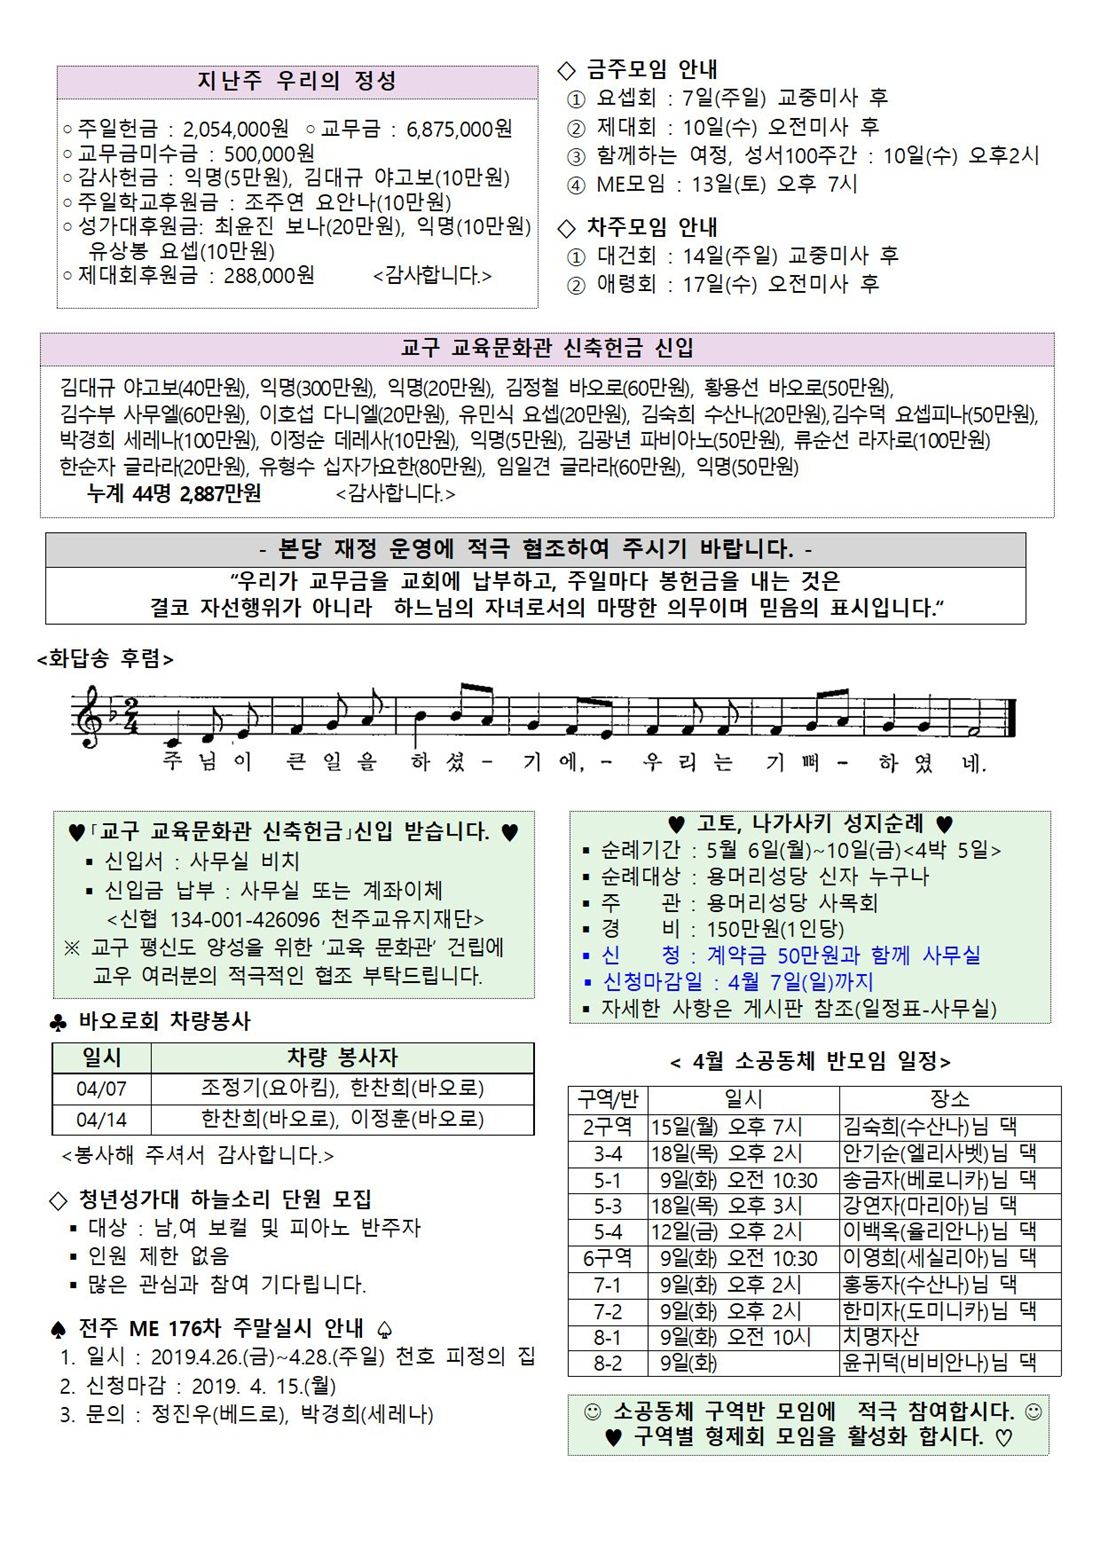 지난주 우리의 정성
○ 주일헌금 : 2,054,000원 ○ 교무금 : 6,875,000원
○ 교무금미수금 : 500,000원
○ 감사헌금 : 익명(5만원), 김대규 야고보(10만원)
○ 주일학교후원금 : 조주연 요안나(10만원)
○ 성가대후원금: 최윤진 보나(20만원), 익명(10만원)
유상봉 요셉(10만원)
○ 제대회후원금 : 288,000원 <감사합니다.>
◇ 금주모임 안내
① 요셉회 : 7일(주일) 교중미사 후
② 제대회 : 10일(수) 오전미사 후
③ 함께하는 여정, 성서100주간 : 10일(수) 오후2시
④ ME모임 : 13일(토) 오후 7시
◇ 차주모임 안내
① 대건회 : 14일(주일) 교중미사 후
② 애령회 : 17일(수) 오전미사 후
교구 교육문화관 신축헌금 신입
김대규 야고보(40만원), 익명(300만원), 익명(20만원), 김정철 바오로(60만원), 황용선 바오로(50만원),
김수부 사무엘(60만원), 이호섭 다니엘(20만원), 유민식 요셉(20만원), 김숙희 수산나(20만원),김수덕 요셉피나(50만원),
박경희 세레나(100만원), 이정순 데레사(10만원), 익명(5만원), 김광년 파비아노(50만원), 류순선 라자로(100만원)
한순자 글라라(20만원), 유형수 십자가요한(80만원), 임일견 글라라(60만원), 익명(50만원)
누계 44명 2,887만원 <감사합니다.>
- 본당 재정 운영에 적극 협조하여 주시기 바랍니다. -
“우리가 교무금을 교회에 납부하고, 주일마다 봉헌금을 내는 것은
결코 자선행위가 아니라 하느님의 자녀로서의 마땅한 의무이며 믿음의 표시입니다.“
<화답송 후렴>
2
4
주 님 이 큰 일 을 하 셨 - 기 에, - 우 리 는 기 뻐 - 하 였 네.
♥「교구 교육문화관 신축헌금」신입 받습니다. ♥
▪ 신입서 : 사무실 비치
▪ 신입금 납부 : 사무실 또는 계좌이체
<신협 134-001-426096 천주교유지재단>
※ 교구 평신도 양성을 위한 ‘교육 문화관’ 건립에
교우 여러분의 적극적인 협조 부탁드립니다.
♣ 바오로회 차량봉사
일시 차량 봉사자
04/07 조정기(요아킴), 한찬희(바오로)
04/14 한찬희(바오로), 이정훈(바오로)
<봉사해 주셔서 감사합니다.>
◇ 청년성가대 하늘소리 단원 모집
▪ 대상 : 남,여 보컬 및 피아노 반주자
▪ 인원 제한 없음
▪ 많은 관심과 참여 기다립니다.
♠ 전주 ME 176차 주말실시 안내 ♤
1. 일시 : 2019.4.26.(금)~4.28.(주일) 천호 피정의 집
2. 신청마감 : 2019. 4. 15.(월)
3. 문의 : 정진우(베드로), 박경희(세레나)
♥ 고토, 나가사키 성지순례 ♥
▪ 순례기간 : 5월 6일(월)~10일(금)<4박 5일>
▪ 순례대상 : 용머리성당 신자 누구나
▪ 주 관 : 용머리성당 사목회
▪ 경 비 : 150만원(1인당)
▪ 신 청 : 계약금 50만원과 함께 사무실
▪ 신청마감일 : 4월 7일(일)까지
▪ 자세한 사항은 게시판 참조(일정표-사무실)
< 4월 소공동체 반모임 일정>
구역/반 일시 장소
2구역 15일(월) 오후 7시 김숙희(수산나)님 댁
3-4 18일(목) 오후 2시 안기순(엘리사벳)님 댁
5-1 9일(화) 오전 10:30 송금자(베로니카)님 댁
5-3 18일(목) 오후 3시 강연자(마리아)님 댁
5-4 12일(금) 오후 2시 이백옥(율리안나)님 댁
6구역 9일(화) 오전 10:30 이영희(세실리아)님 댁
7-1 9일(화) 오후 2시 홍동자(수산나)님 댁
7-2 9일(화) 오후 2시 한미자(도미니카)님 댁
8-1 9일(화) 오전 10시 치명자산
8-2 9일(화) 윤귀덕(비비안나)님 댁
☺ 소공동체 구역반 모임에 적극 참여합시다. ☺
♥ 구역별 형제회 모임을 활성화 합시다. ♡